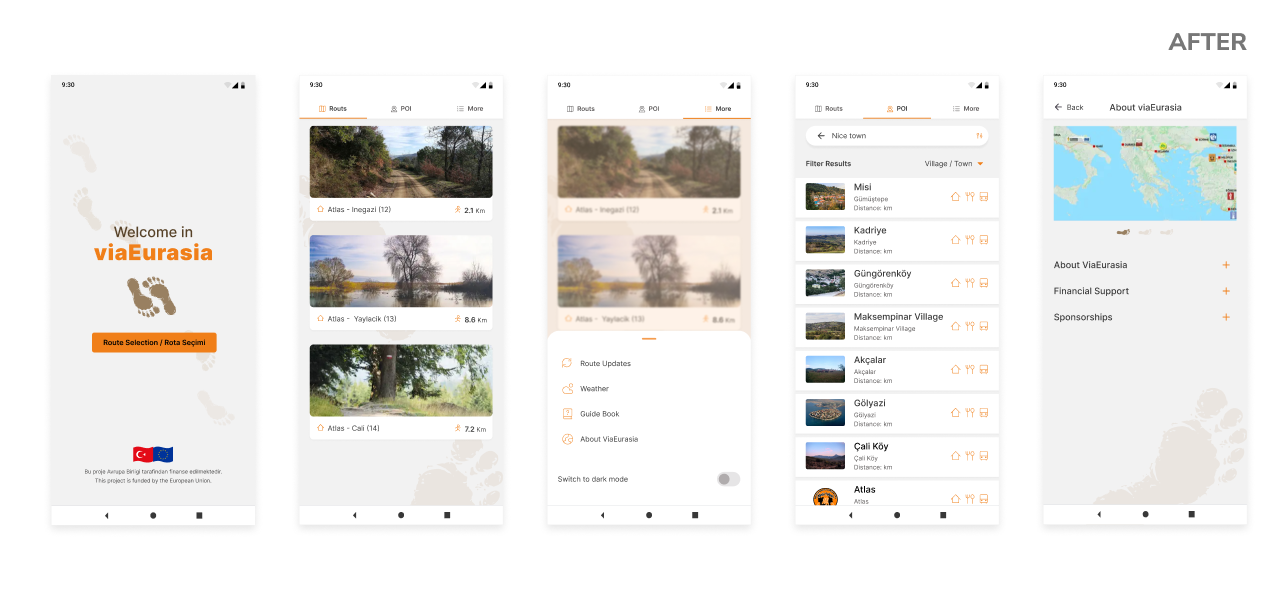 AFTER
9:30
Welcome in
viaEurasia
Route Selection / Rota Seçimi
Bu proje Avrupa Birliği tarafından finanse edilmektedir.
This project is funded by the European Union.
9:30
Routs
POI
More
Atlas - Inegazi (12)
2.1 Km
Atlas - Yaylacik (13)
8.6 Km
Atlas - Cali (14)
7.2 Km
9:30
Routs
POI
More
Atlas - Inegazi (12)
2.1 Km
Atlas - Yaylacik (13)
8.6 Km
Route Updates
Weather
Guide Book
About ViaEurasia
Switch to dark mode
9:30
Routs
POI
More
Nice town
Filter Results
Village / Town
Misi
Gümüştepe
Distance: km
Kadriye
Kadriye
Distance: km
Güngörenköy
Güngörenköy
Distance: km
Maksempinar Village
Maksempinar Village
Distance: km
Akçalar
Akçalar
Distance: km
Gölyazi
Gölyazi
Distance: km
Çali Köy
Çali Köy
Distance: km
Atlas
Atlas
9:30
Back
About viaEurasia
About ViaEurasia
Financial Support
Sponsorships